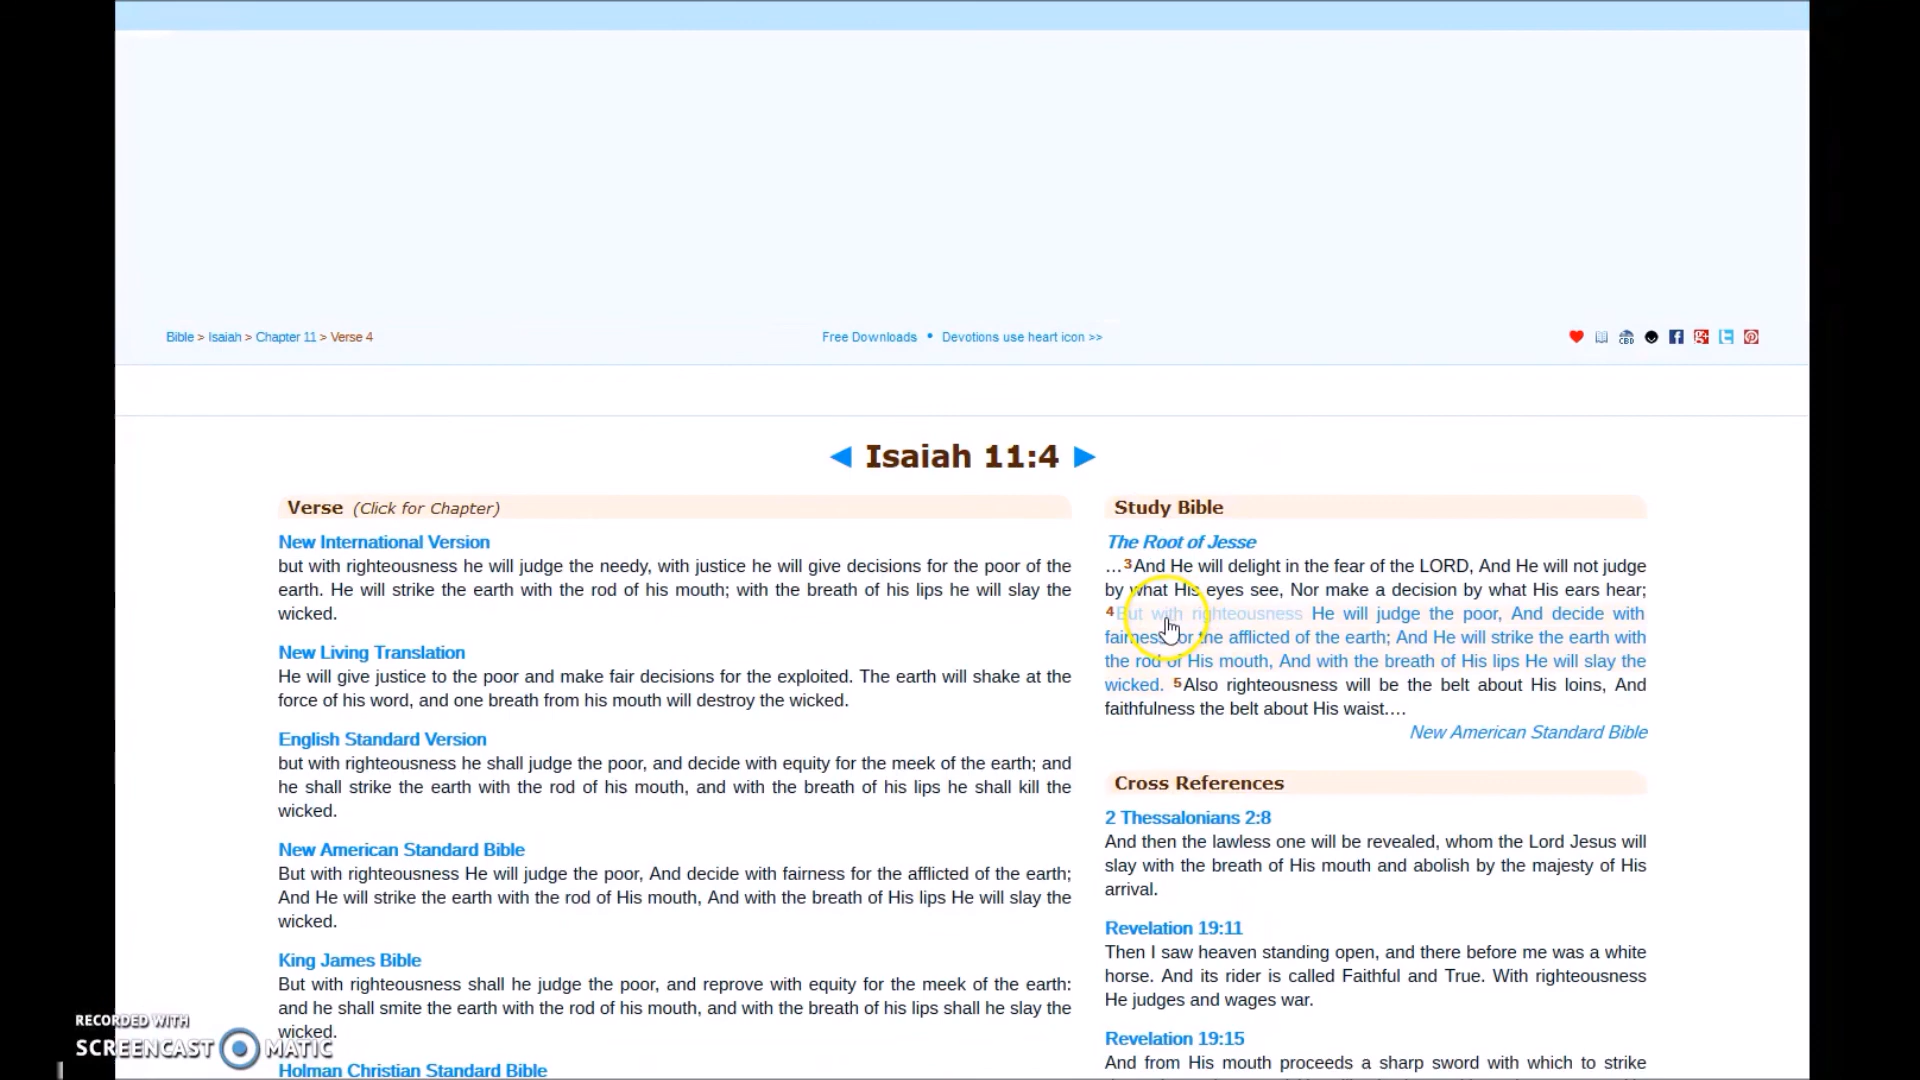 Bible > Isaiah > Chapter 11 > Verse 4
Free Downloads • Devotions use heart icon >>
◄ Isaiah 11:4 ►
Verse (Click for Chapter)
New International Version
but with righteousness he will judge the needy, with justice he will give decisions for the poor of the
earth. He will strike the earth with the rod of his mouth; with the breath of his lips he will slay the
wicked.
New Living Translation
He will give justice to the poor and make fair decisions for the exploited. The earth will shake at the
force of his word, and one breath from his mouth will destroy the wicked.
English Standard Version
but with righteousness he shall judge the poor, and decide with equity for the meek of the earth; and
he shall strike the earth with the rod of his mouth, and with the breath of his lips he shall kill the
wicked.
New American Standard Bible
But with righteousness He will judge the poor, And decide with fairness for the afflicted of the earth;
And He will strike the earth with the rod of His mouth, And with the breath of His lips He will slay the
wicked.
King James Bible
But with righteousness shall he judge the poor, and reprove with equity for the meek of the earth:
and he shall smite the earth with the rod of his mouth, and with the breath of his lips shall he slay the
wicked.
Holman Christian Standard Bible
Study Bible
The Root of Jesse
…3And He will delight in the fear of the LORD, And He will not judge
by what His eyes see, Nor make a decision by what His ears hear;
4But with righteousness He will judge the poor, And decide with
fairness for the afflicted of the earth; And He will strike the earth with
the rod of His mouth, And with the breath of His lips He will slay the
wicked. 5Also righteousness will be the belt about His loins, And
faithfulness the belt about His waist.…
New American Standard Bible
Cross References
2 Thessalonians 2:8
And then the lawless one will be revealed, whom the Lord Jesus will
slay with the breath of His mouth and abolish by the majesty of His
arrival.
Revelation 19:11
Then I saw heaven standing open, and there before me was a white
horse. And its rider is called Faithful and True. With righteousness
He judges and wages war.
Revelation 19:15
And from His mouth proceeds a sharp sword with which to strike
RECORDED WITH
SCREENCAST MATIC